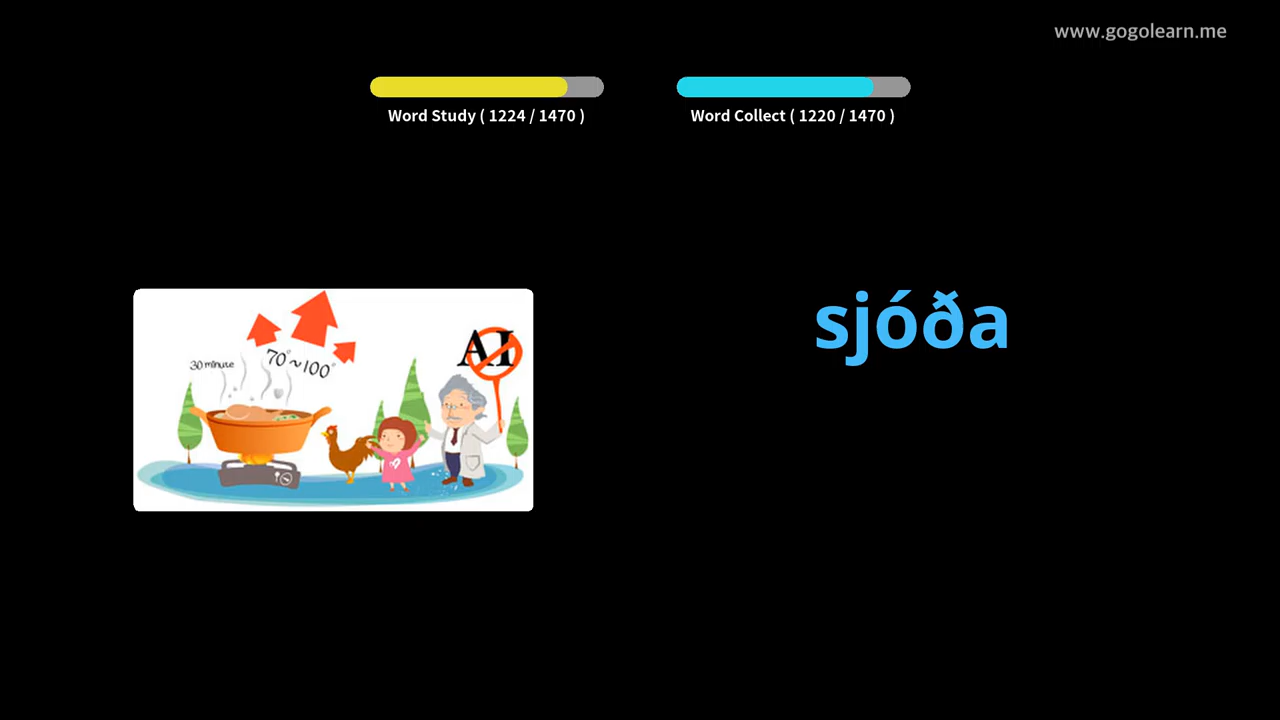 www.gogolearn.me
Word Study ( 1224 / 1470 )
Word Collect ( 1220 / 1470 )
sjóða
30 minute
70°~100°
AI